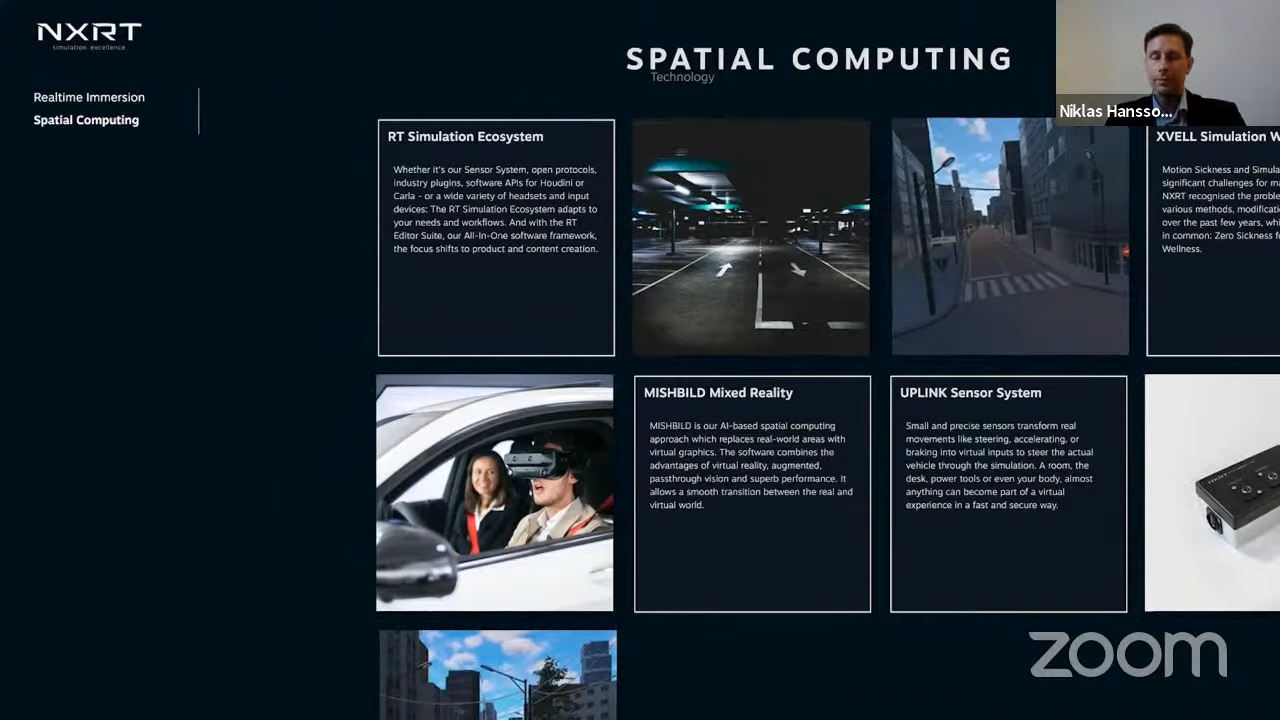 NXRT
simulation excellence
SPATIAL COMPUTING
Technology
Realtime Immersion
Spatial Computing
Niklas Hansso...
RT Simulation Ecosystem
Whether it's our Sensor System, open protocols,
industry plugins, software APIs for Houdini or
Carla - or a wide variety of headsets and input
devices: The RT Simulation Ecosystem adapts to
your needs and workflows. And with the RT
Editor Suite, our All-In-One software framework,
the focus shifts to product and content creation.
XVELL Simulation W
Motion Sickness and Simula
significant challenges for ma
NXRT recognised the proble
various methods, modificati
over the past few years, whi
in common: Zero Sickness fo
Wellness.
MISHBILD Mixed Reality
MISHBILD is our AI-based spatial computing
approach which replaces real-world areas with
virtual graphics. The software combines the
advantages of virtual reality, augmented,
passthrough vision and superb performance. It
allows a smooth transition between the real and
virtual world.
UPLINK Sensor System
Small and precise sensors transform real
movements like steering, accelerating, or
braking into virtual inputs to steer the actual
vehicle through the simulation. A room, the
desk, power tools or even your body, almost
anything can become part of a virtual
experience in a fast and secure way.
zoom